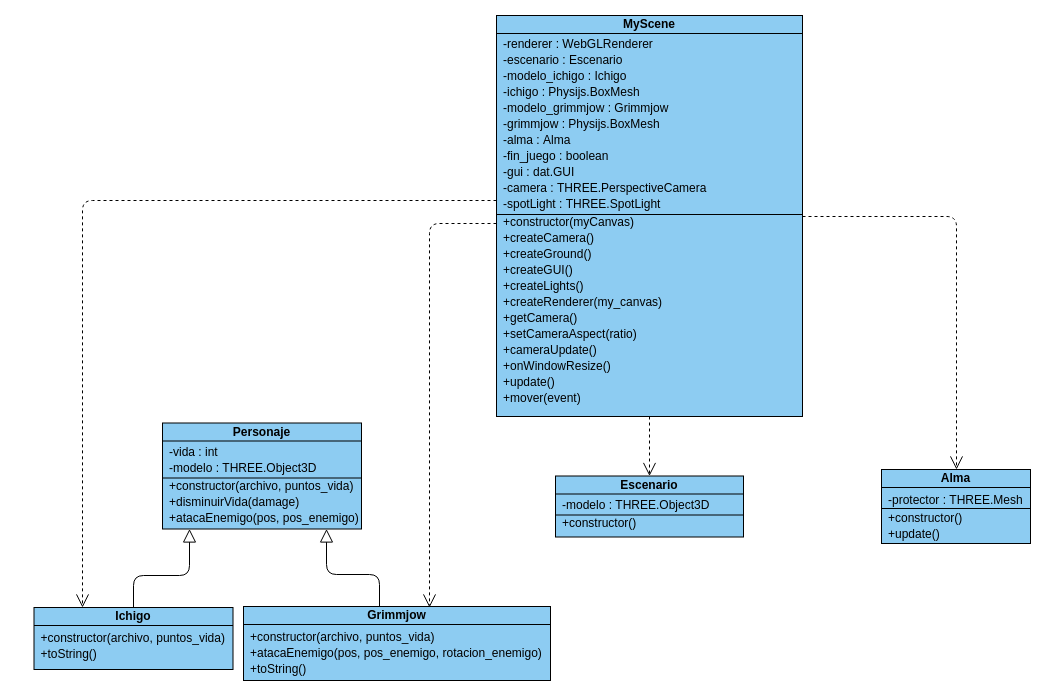 MyScene
-renderer : WebGLRenderer
-escenario : Escenario
-modelo_ichigo : Ichigo
-ichigo : Physijs.BoxMesh
-modelo_grimmjow : Grimmjow
-grimmjow : Physijs.BoxMesh
-alma : Alma
-fin_juego : boolean
-gui : dat.GUI
-camera : THREE.PerspectiveCamera
-spotLight : THREE.SpotLight
+constructor(myCanvas)
+createCamera()
+createGround()
+createGUI()
+createLights()
+createRenderer(my_canvas)
+getCamera()
+setCameraAspect(ratio)
+cameraUpdate()
+onWindowResize()
+update()
+mover(event)
Personaje
-vida : int
-modelo : THREE.Object3D
+constructor(archivo, puntos_vida)
+disminuirVida(damage)
+atacaEnemigo(pos, pos_enemigo)
Escenario
-modelo : THREE.Object3D
+constructor()
Alma
-protector : THREE.Mesh
+constructor()
+update()
Ichigo
+constructor(archivo, puntos_vida)
+toString()
Grimmjow
+constructor(archivo, puntos_vida)
+atacaEnemigo(pos, pos_enemigo, rotacion_enemigo)
+toString()